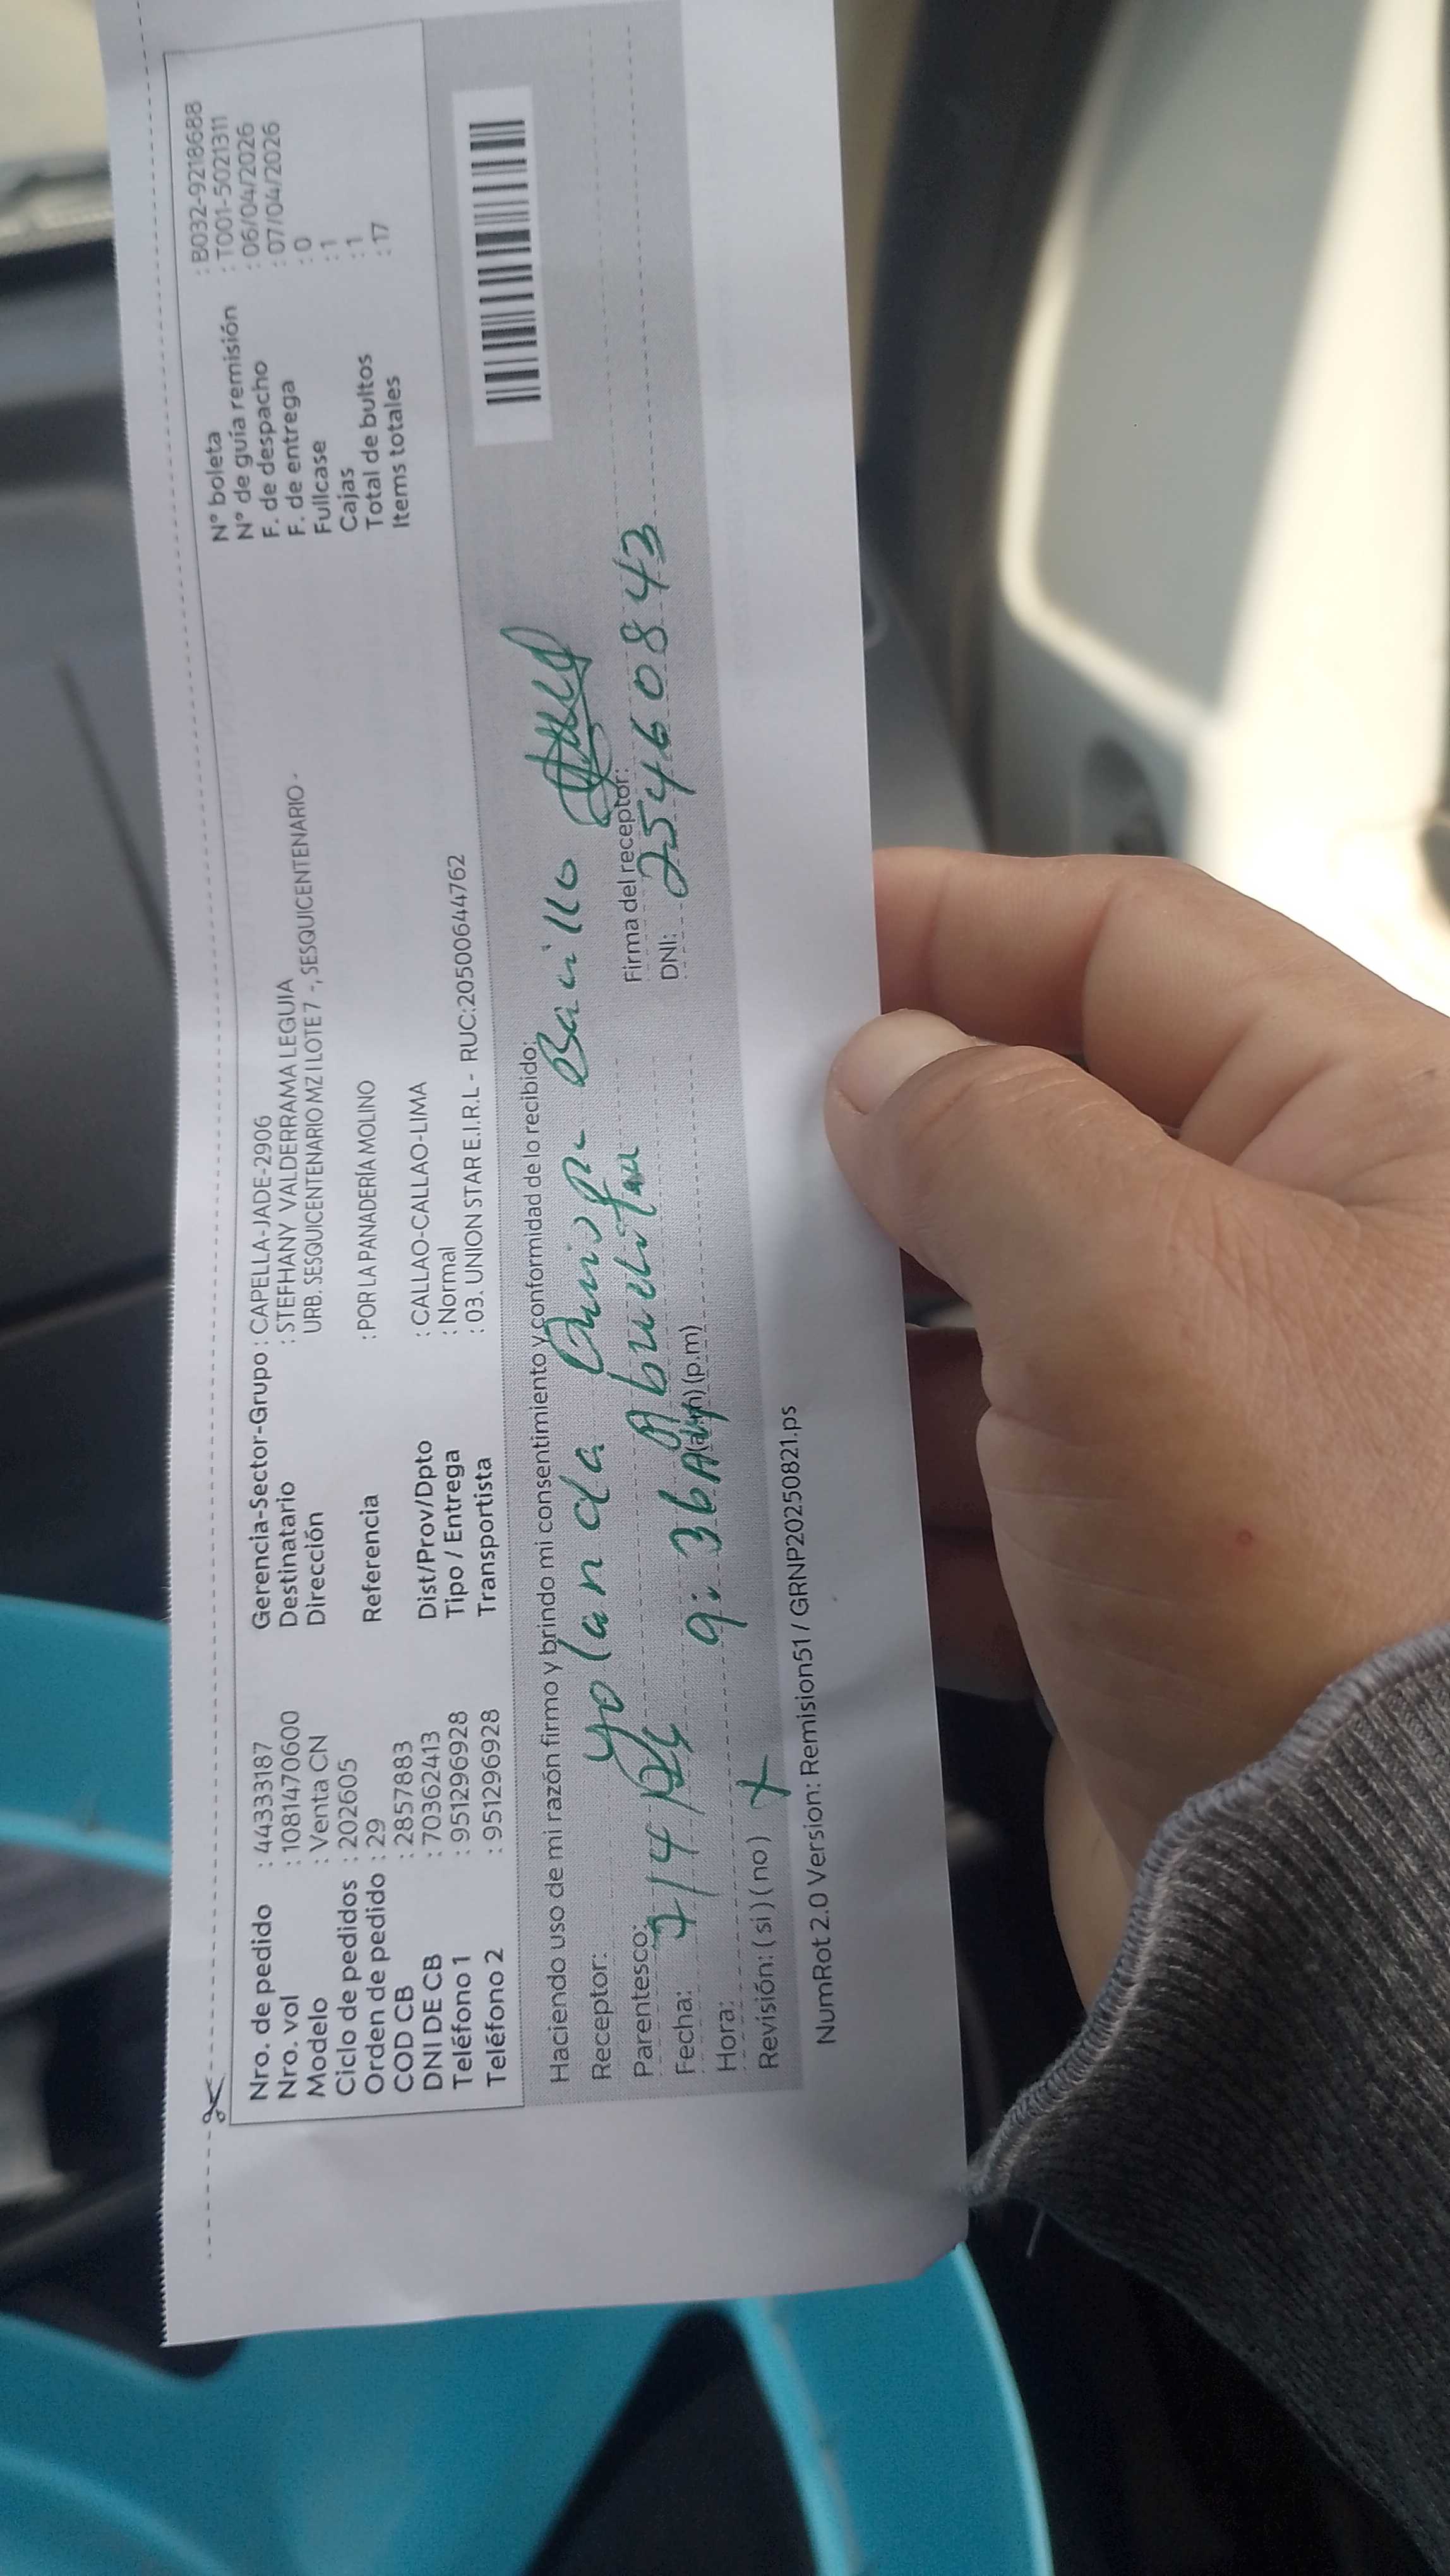 Nro. de pedido : 44333187
Nro. vol : 1081470600
Modelo : Venta CN
Ciclo de pedidos : 202605
Orden de pedido : 29
COD CB : 28577883
DNI DE CB : 70362413
Teléfono 1 : 951296928
Teléfono 2 : 951296928
Gerencia-Sector-Grupo : CAPELLA-JADE-2906
Destinatario : STEFHANY VALDERRAMA LEGUIA
Dirección URB. SESQUICENTENARIO MZ I LOTE 7 -, SESQUICENTENARIO -
Referencia : POR LA PANADERÍA MOLINO
Dist/Prov/Dpto : CALLAO-CALLAO-LIMA
Tipo / Entrega : Normal
Transportista : 03. UNION STAR E.I.R.L - RUC:20500644762
N° boleta : B032-9218688
N° de guía remisión : T001-5021311
F. de despacho : 06/04/2026
F. de entrega : 07/04/2026
Fullcase : 0
Cajas : 1
Total de bultos : 1
Items totales : 17
Haciendo uso de mi razón firmo y brindo mi consentimiento y conformidad de lo recibido:
Receptor: Yolanda
Parentesco: Abuelita
Firma del receptor:
Fecha: 7/4/26
DNI: 25460843
Hora: 9:36 A (a.m) (p.m)
Revisión: (si) (no) X
NumRot 2.0 Version: Remision51 / GRNP20250821.ps